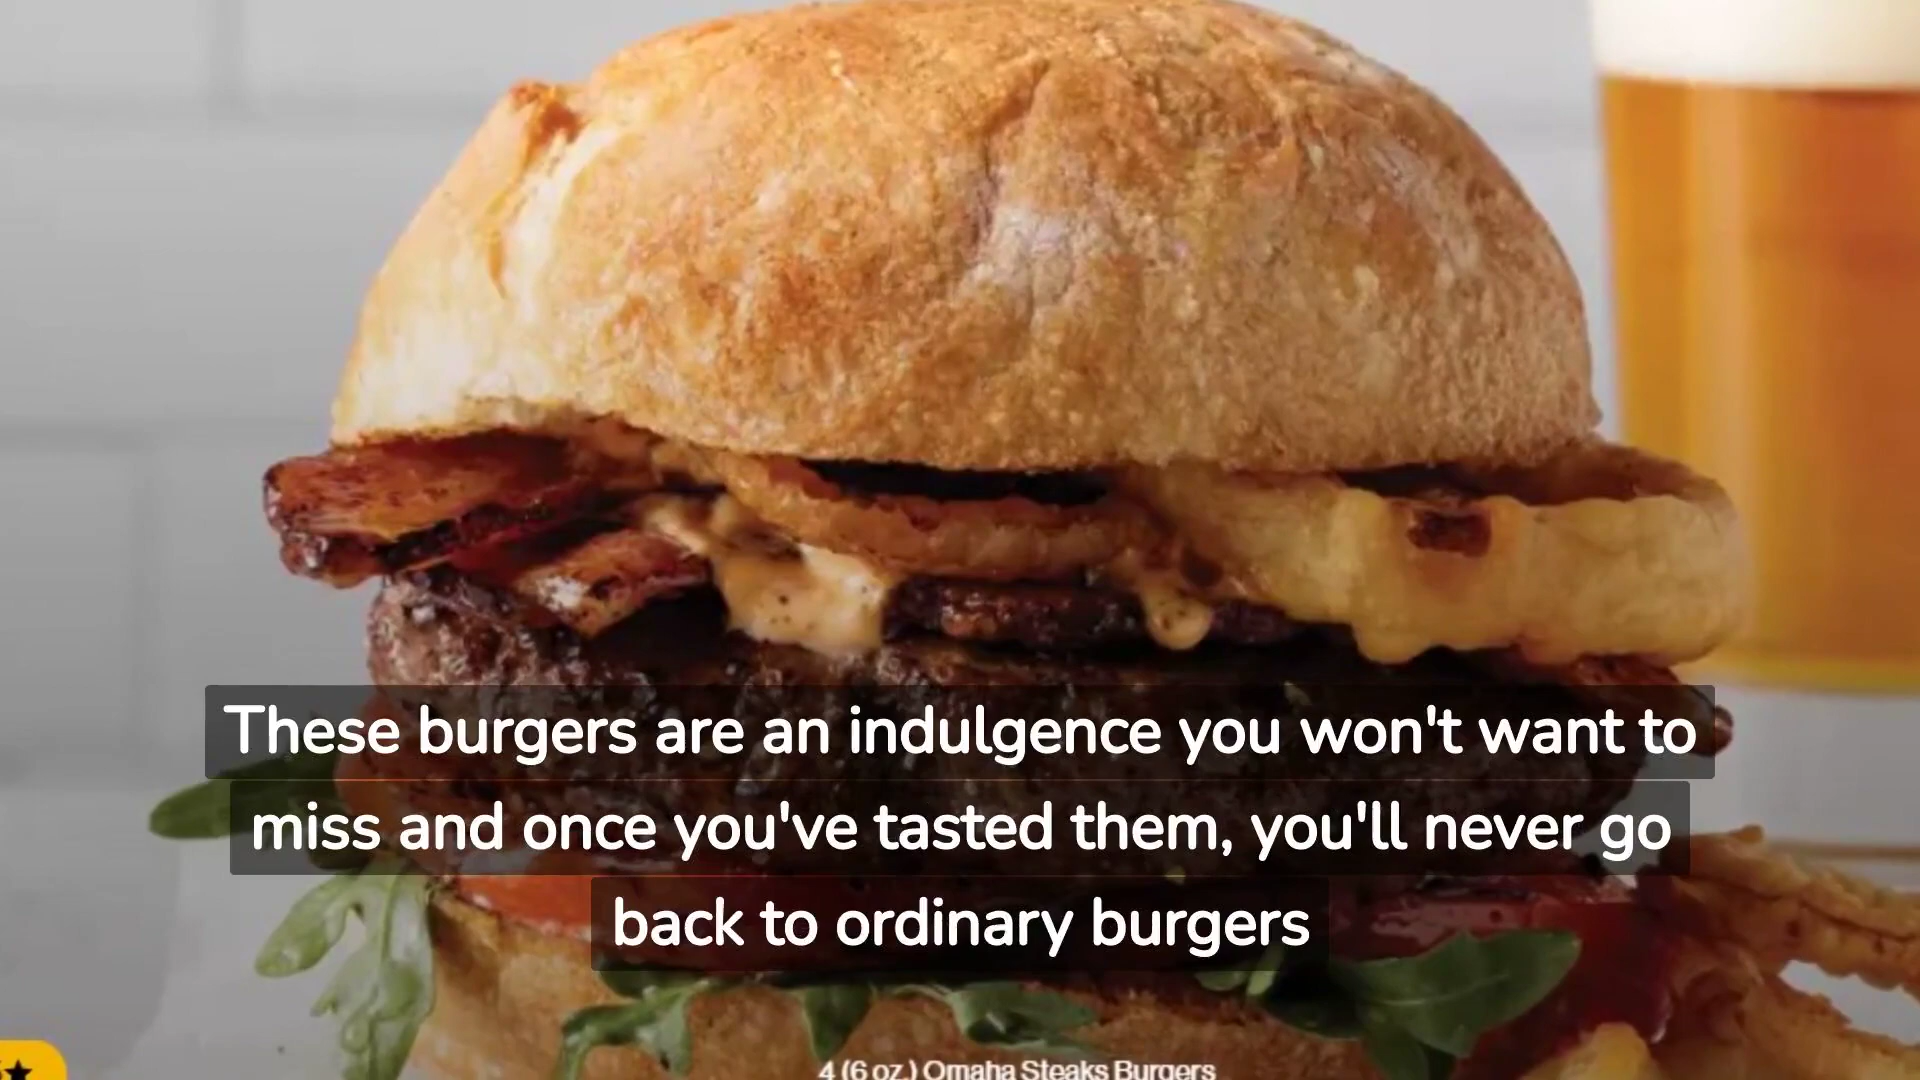 These burgers are an indulgence you won't want to
miss and once you've tasted them, you'll never go
back to ordinary burgers
4 (6 oz.) Omaha Steaks Burgers